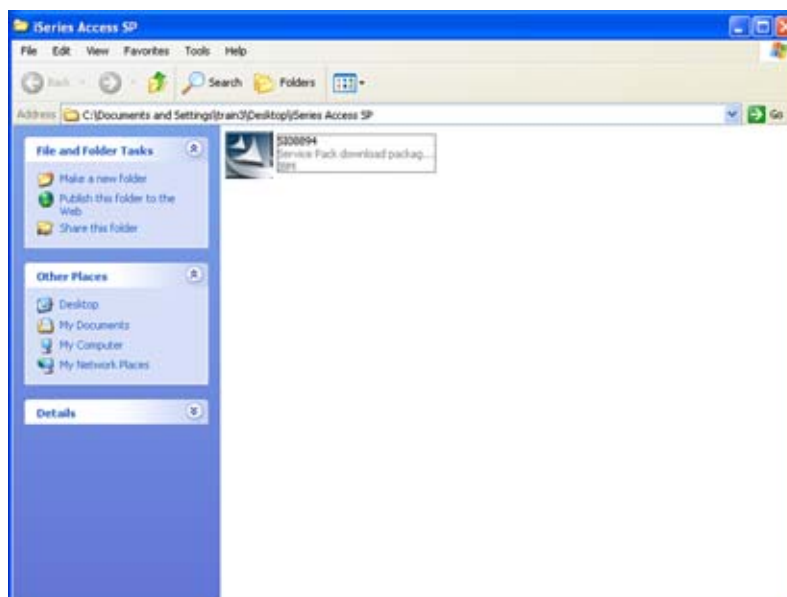 iSeries Access SP
File Edit View Favorites Tools Help
Back Search Folders
Address C:\Documents and Settings\train3\Desktop\iSeries Access SP Go
File and Folder Tasks
Make a new folder
Publish this folder to the
Web
Share this folder
Other Places
Desktop
My Documents
My Computer
My Network Places
Details
Service Pack download packag...
IBM